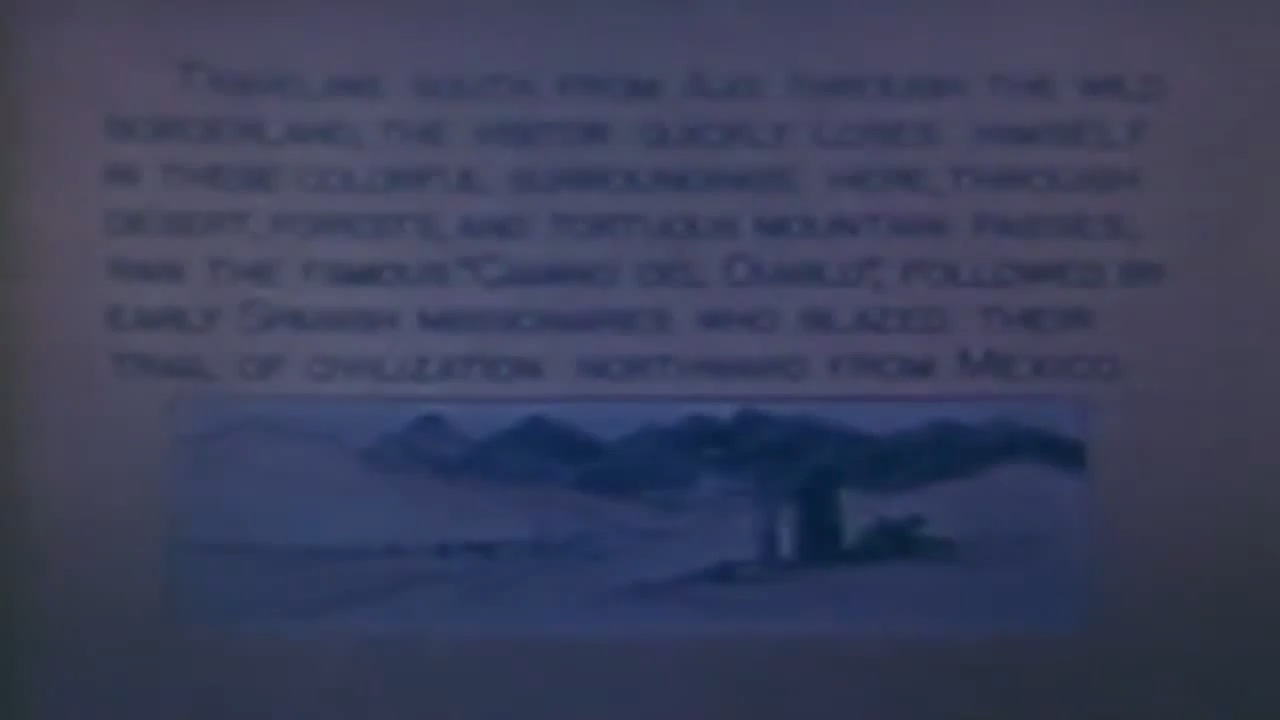 TRAVELING SOUTH FROM AJO THROUGH THE WILD
BORDERLAND, THE VISITOR QUICKLY LOSES HIMSELF
IN THESE COLORFUL SURROUNDINGS. HERE, THROUGH
DESERT, FORRESTS, AND TORTUOUS MOUNTAIN PASSES,
RAN THE FAMOUS "CAMINO DEL DIABLO", FOLLOWED BY
EARLY SPANISH MISSIONARIES WHO BLAZED THEIR
TRAIL OF CIVILIZATION NORTHWARD FROM MEXICO.